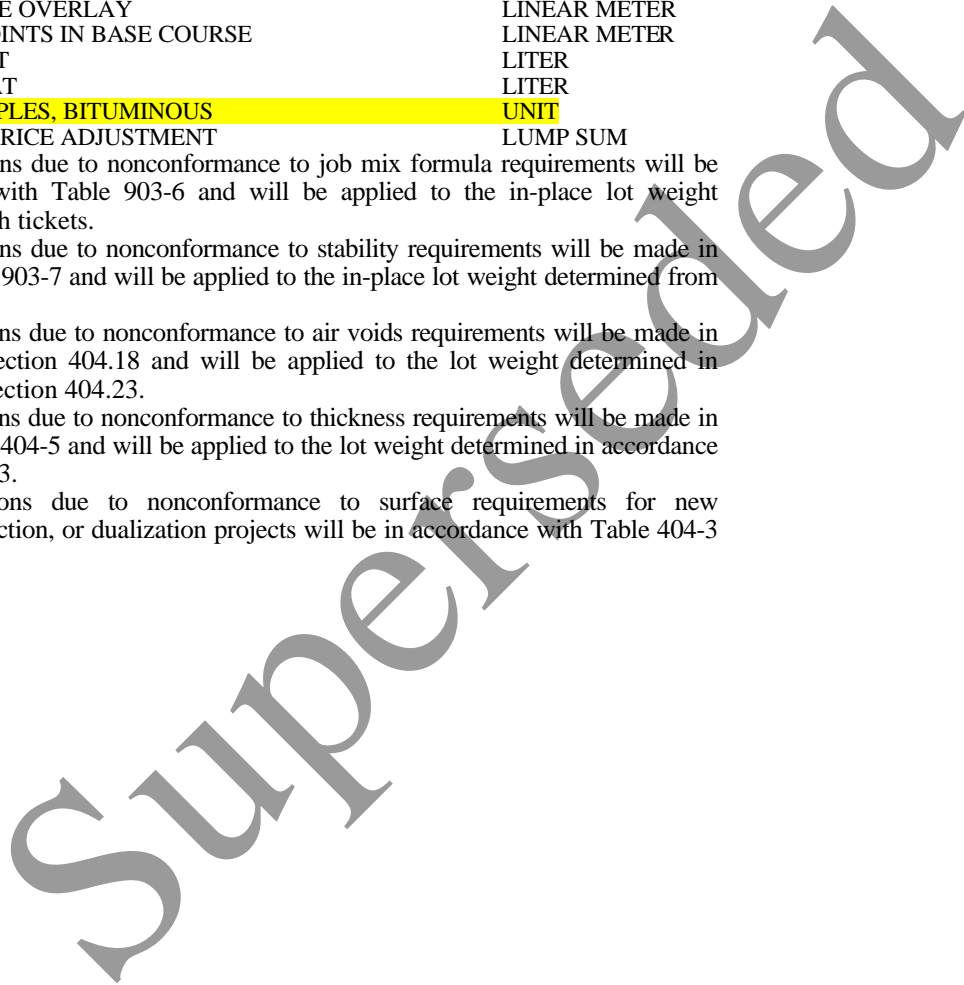 E OVERLAY LINEAR METER
INTS IN BASE COURSE LINEAR METER
T LITER
AT LITER
PLES, BITUMINOUS UNIT
RICE ADJUSTMENT LUMP SUM
ns due to nonconformance to job mix formula requirements will be
with Table 903-6 and will be applied to the in-place lot weight
h tickets.
ns due to nonconformance to stability requirements will be made in
903-7 and will be applied to the in-place lot weight determined from
ns due to nonconformance to air voids requirements will be made in
ection 404.18 and will be applied to the lot weight determined in
ection 404.23.
ns due to nonconformance to thickness requirements will be made in
404-5 and will be applied to the lot weight determined in accordance
3.
ons due to nonconformance to surface requirements for new
ction, or dualization projects will be in accordance with Table 404-3
Superseded